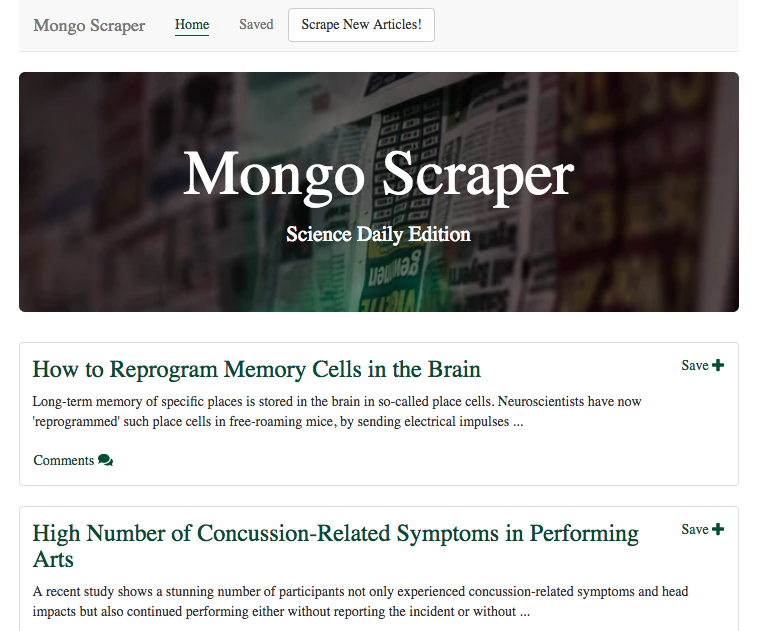 Mongo Scraper Home Saved Scrape New Articles!
Mongo Scraper
Science Daily Edition
How to Reprogram Memory Cells in the Brain Save
Long-term memory of specific places is stored in the brain in so-called place cells. Neuroscientists have now
'reprogrammed' such place cells in free-roaming mice, by sending electrical impulses ...
Comments
High Number of Concussion-Related Symptoms in Performing Save
Arts
A recent study shows a stunning number of participants not only experienced concussion-related symptoms and head
impacts but also continued performing either without reporting the incident or without ...